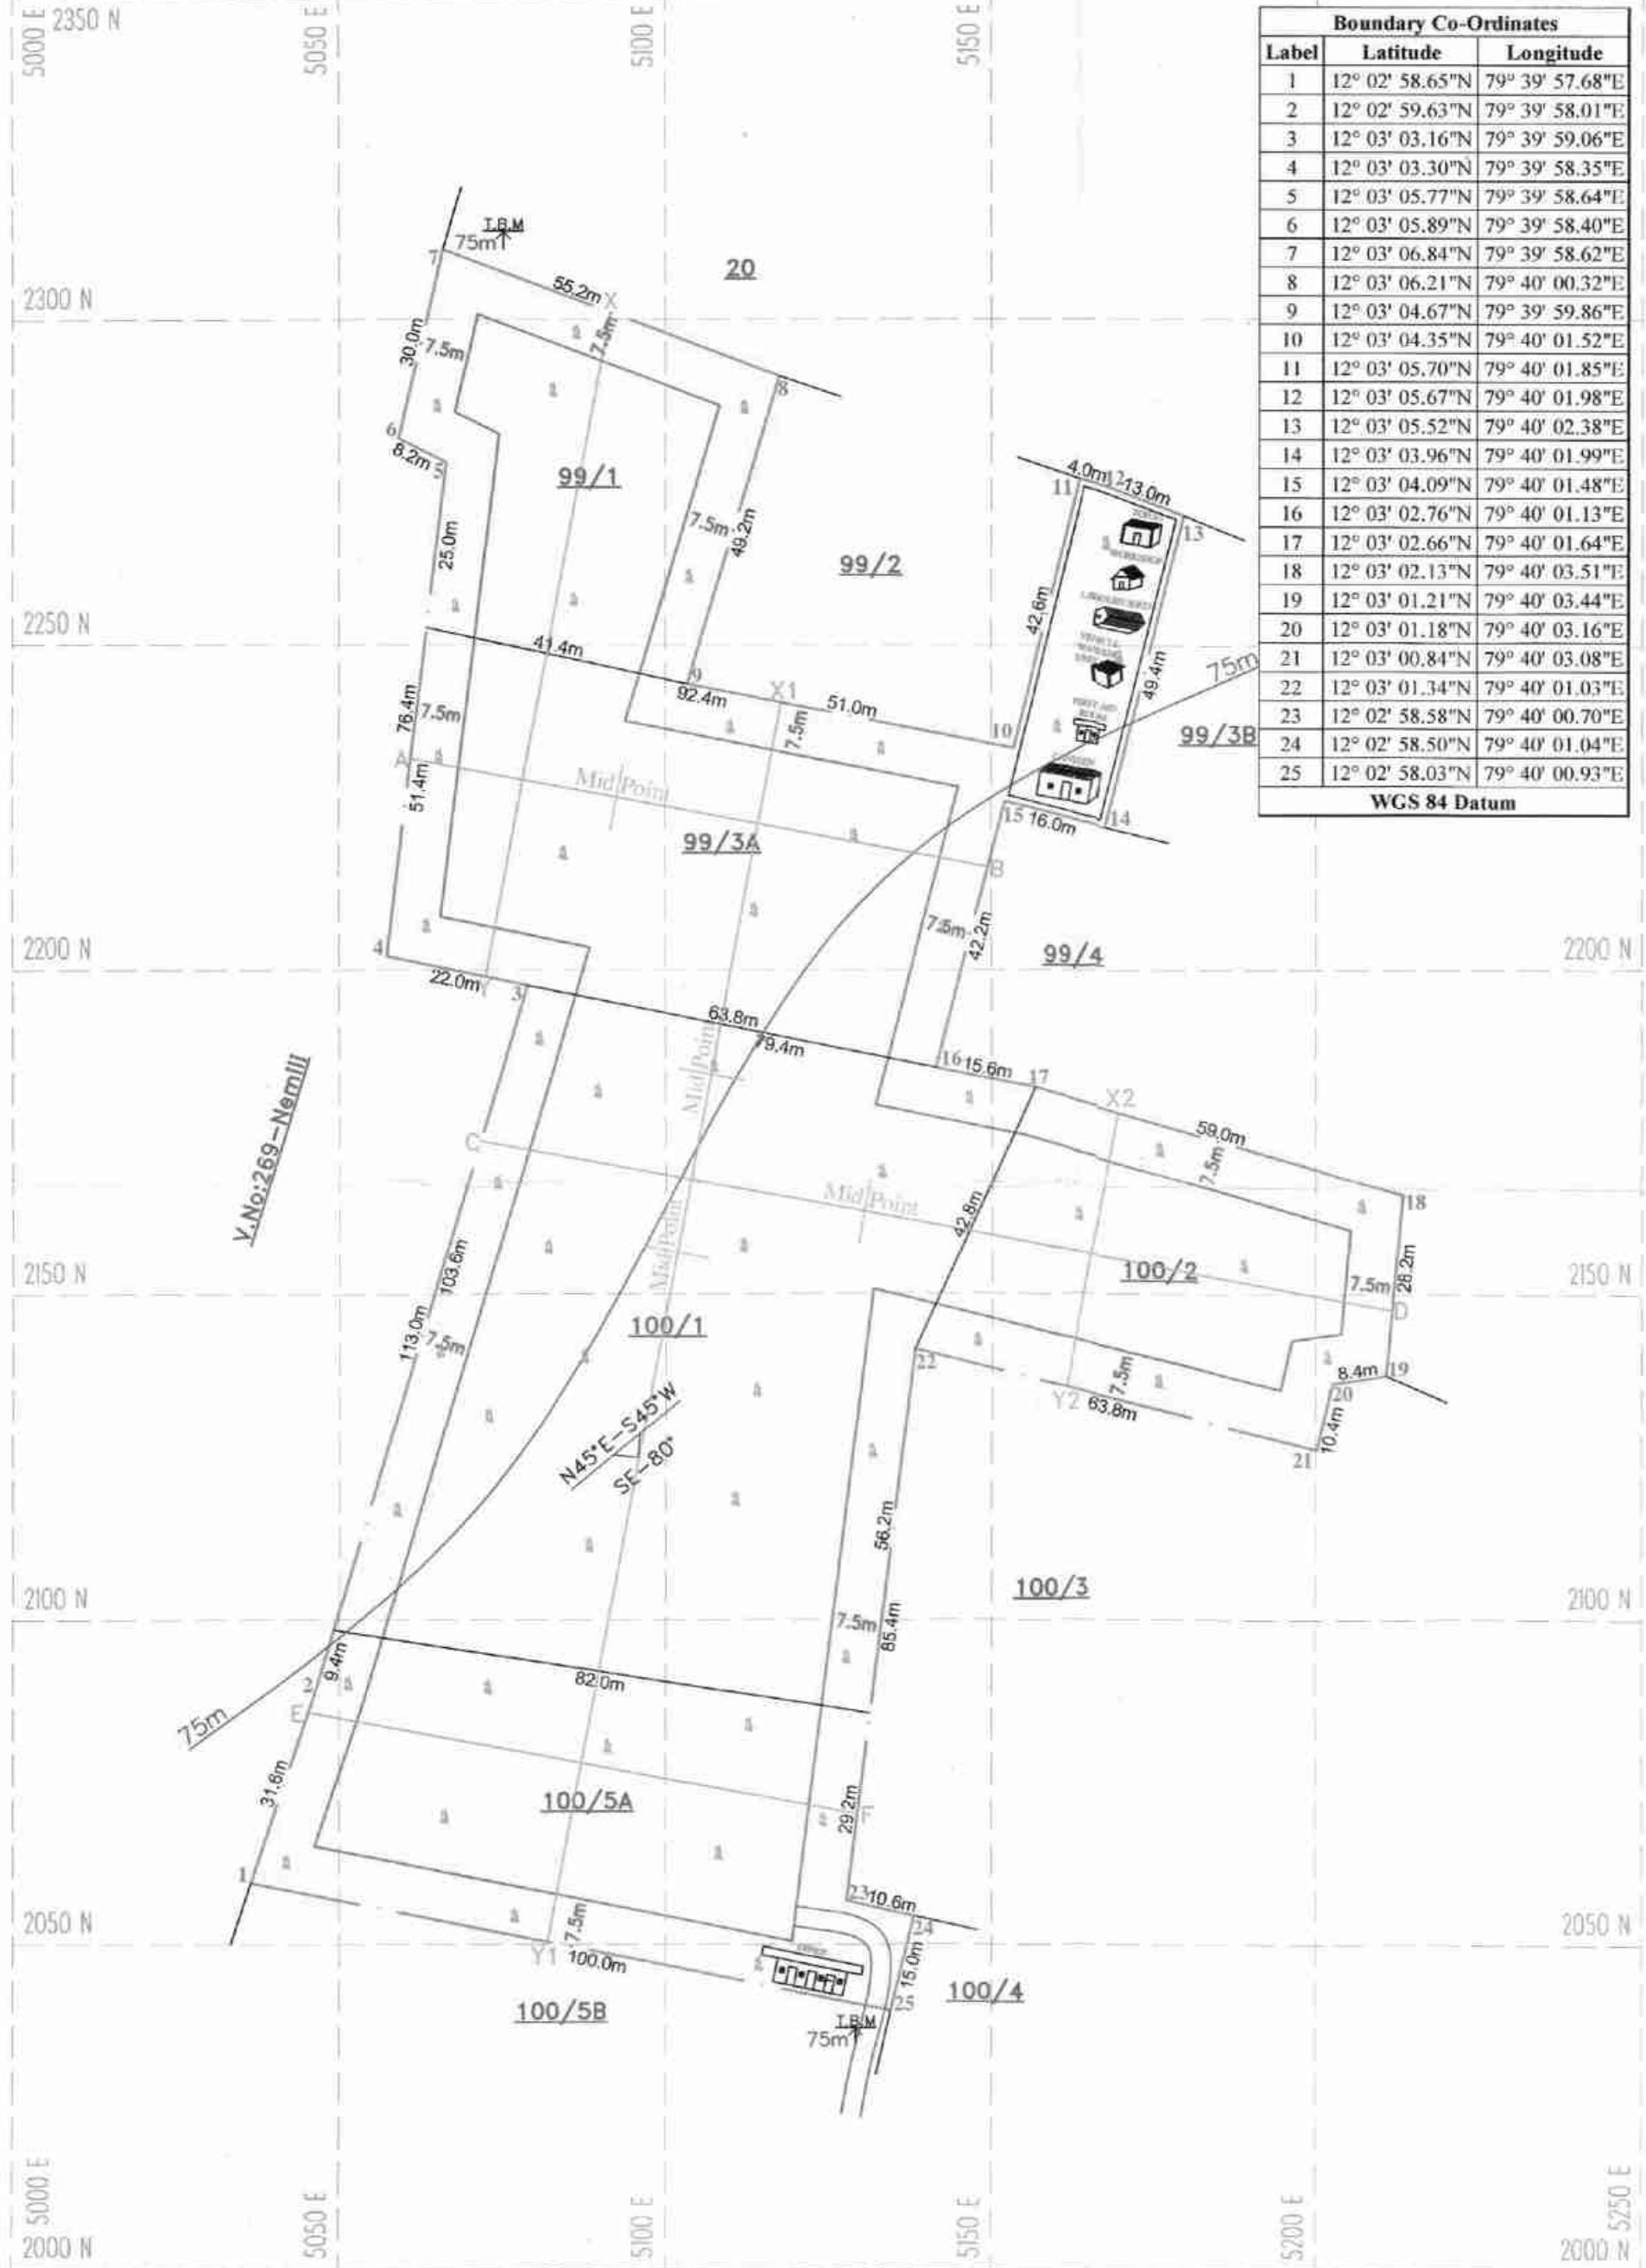 5000 E
2350 N
5050 E
5100 E
5150 E
Boundary Co-Ordinates
Label Latitude Longitude
1 12° 02' 58.65"N 79° 39' 57.68"E
2 12° 02' 59.63"N 79° 39' 58.01"E
3 12° 03' 03.16"N 79° 39' 59.06"E
4 12° 03' 03.30"N 79° 39' 58.35"E
5 12° 03' 05.77"N 79° 39' 58.64"E
6 12° 03' 05.89"N 79° 39' 58.40"E
7 12° 03' 06.84"N 79° 39' 58.62"E
8 12° 03' 06.21"N 79° 40' 00.32"E
9 12° 03' 04.67"N 79° 39' 59.86"E
10 12° 03' 04.35"N 79° 40' 01.52"E
11 12° 03' 05.70"N 79° 40' 01.85"E
12 12° 03' 05.67"N 79° 40' 01.98"E
13 12° 03' 05.52"N 79° 40' 02.38"E
14 12° 03' 03.96"N 79° 40' 01.99"E
15 12° 03' 04.09"N 79° 40' 01.48"E
16 12° 03' 02.76"N 79° 40' 01.13"E
17 12° 03' 02.66"N 79° 40' 01.64"E
18 12° 03' 02.13"N 79° 40' 03.51"E
19 12° 03' 01.21"N 79° 40' 03.44"E
20 12° 03' 01.18"N 79° 40' 03.16"E
21 12° 03' 00.84"N 79° 40' 03.08"E
22 12° 03' 01.34"N 79° 40' 01.03"E
23 12° 02' 58.58"N 79° 40' 00.70"E
24 12° 02' 58.50"N 79° 40' 01.04"E
25 12° 02' 58.03"N 79° 40' 00.93"E
WGS 84 Datum
T.B.M
75m
7
55.2m
X
20
2300 N
30.0m
7.5m
7.5m
8
6
8.2m
5
99/1
4.0m
12
13.0m
11
13
25.0m
7.5m
49.2m
99/2
42.6m
2250 N
41.4m
9
92.4m
X1
51.0m
49.4m
75m
76.4m
7.5m
7.5m
10
99/3B
FIRST AID
ROOM
A
51.4m
Mid Point
CANTEEN
15
16.0m
14
99/3A
B
7.5m
42.2m
2200 N
4
99/4
2200 N
22.0m
Y
3
63.8m
79.4m
Mid Point
16
15.6m
17
V.No:269-Nemili
X2
59.0m
C
7.5m
Mid Point
42.8m
18
Mid Point
103.6m
2150 N
100/2
28.2m
2150 N
7.5m
D
113.0m
7.5m
100/1
22
7.5m
8.4m
19
20
Y2
63.8m
N45°E-S45°W
SE-80°
10.4m
21
56.2m
2100 N
100/3
2100 N
7.5m
85.4m
9.4m
2
82.0m
75m
E
31.6m
100/5A
29.2m
F
1
23
10.6m
24
2050 N
7.5m
2050 N
Y1
100.0m
15.0m
100/4
25
100/5B
T.B.M
75m
5000 E
2000 N
5050 E
5100 E
5150 E
5200 E
5250 E
2000 N